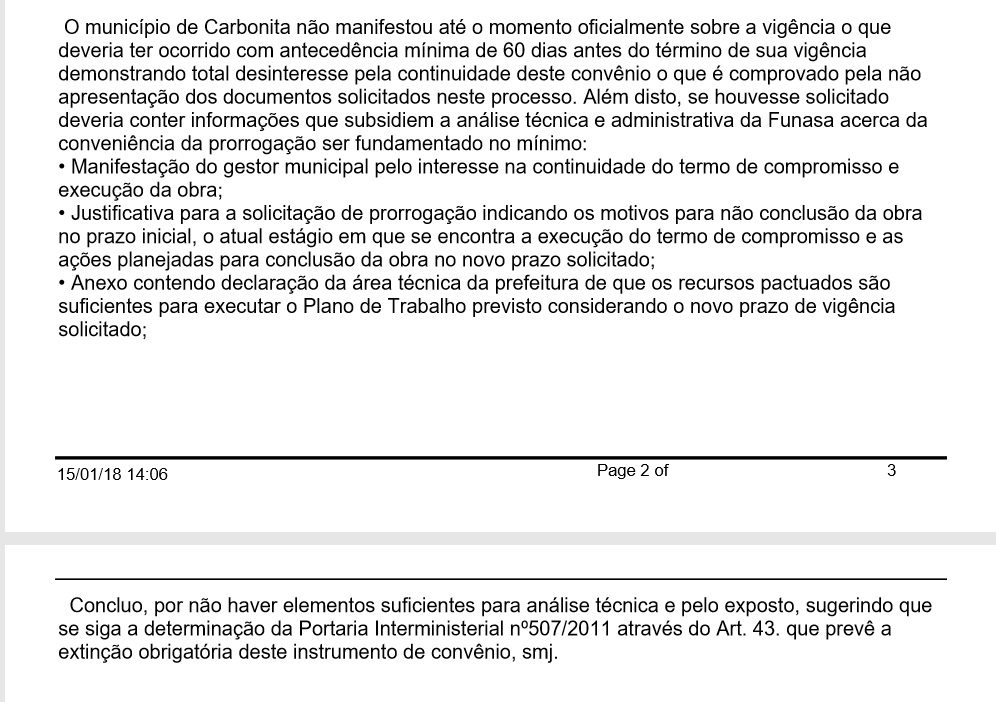 O município de Carbonita não manifestou até o momento oficialmente sobre a vigência o que
deveria ter ocorrido com antecedência mínima de 60 dias antes do término de sua vigência
demonstrando total desinteresse pela continuidade deste convênio o que é comprovado pela não
apresentação dos documentos solicitados neste processo. Além disto, se houvesse solicitado
deveria conter informações que subsidiem a análise técnica e administrativa da Funasa acerca da
conveniência da prorrogação ser fundamentado no mínimo:
• Manifestação do gestor municipal pelo interesse na continuidade do termo de compromisso e
execução da obra;
• Justificativa para a solicitação de prorrogação indicando os motivos para não conclusão da obra
no prazo inicial, o atual estágio em que se encontra a execução do termo de compromisso e as
ações planejadas para conclusão da obra no novo prazo solicitado;
• Anexo contendo declaração da área técnica da prefeitura de que os recursos pactuados são
suficientes para executar o Plano de Trabalho previsto considerando o novo prazo de vigência
solicitado;
15/01/18 14:06 Page 2 of 3
Concluo, por não haver elementos suficientes para análise técnica e pelo exposto, sugerindo que
se siga a determinação da Portaria Interministerial nº507/2011 através do Art. 43. que prevê a
extinção obrigatória deste instrumento de convênio, smj.